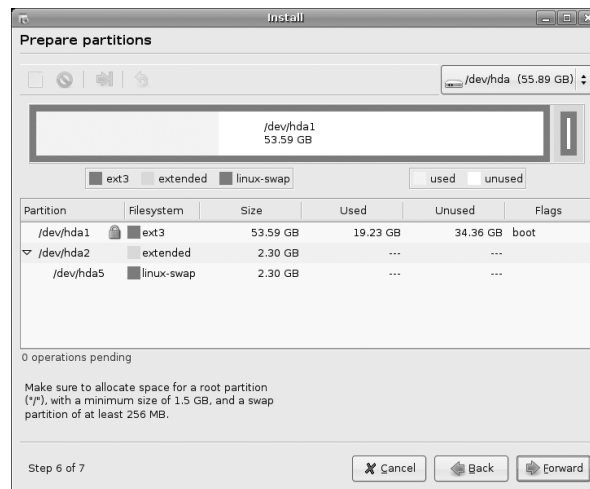 Install
Prepare partitions
/dev/hda (55.89 GB)
/dev/hda1
53.59 GB
ext3 extended linux-swap used unused
Partition Filesystem Size Used Unused Flags
/dev/hda1 ext3 53.59 GB 19.23 GB 34.36 GB boot
/dev/hda2 extended 2.30 GB --- ---
/dev/hda5 linux-swap 2.30 GB --- ---
0 operations pending
Make sure to allocate space for a root partition
("/"), with a minimum size of 1.5 GB, and a swap
partition of at least 256 MB.
Step 6 of 7 Cancel Back Forward